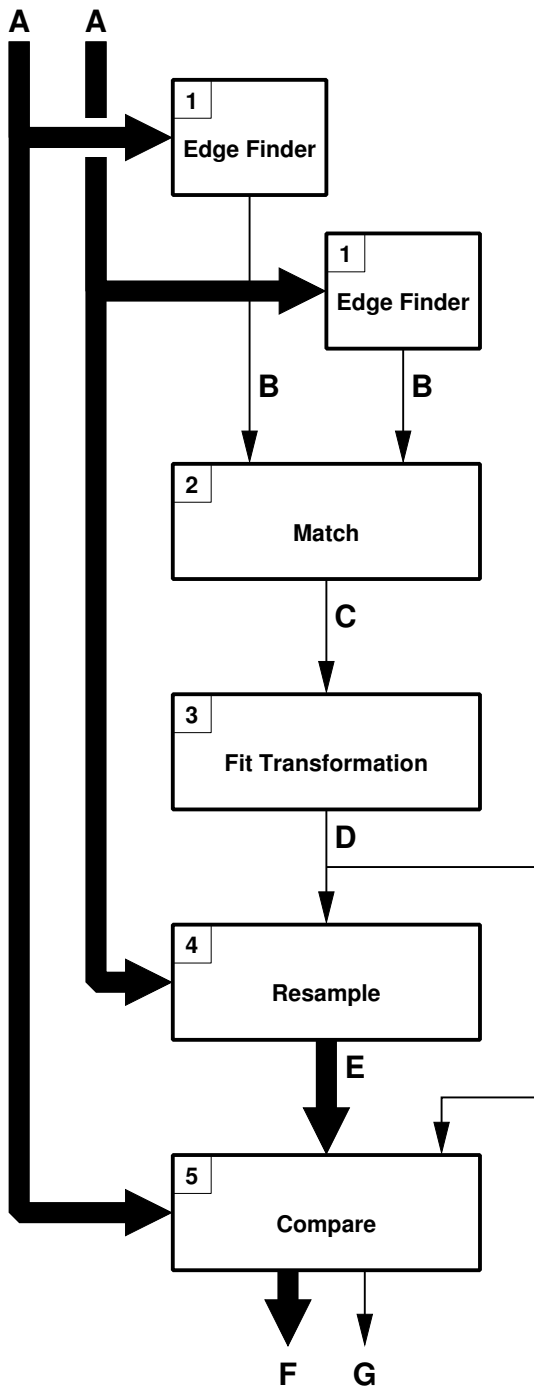 A A
1
Edge Finder
1
Edge Finder
B B
2
Match
C
3
Fit Transformation
D
4
Resample
E
5
Compare
F G